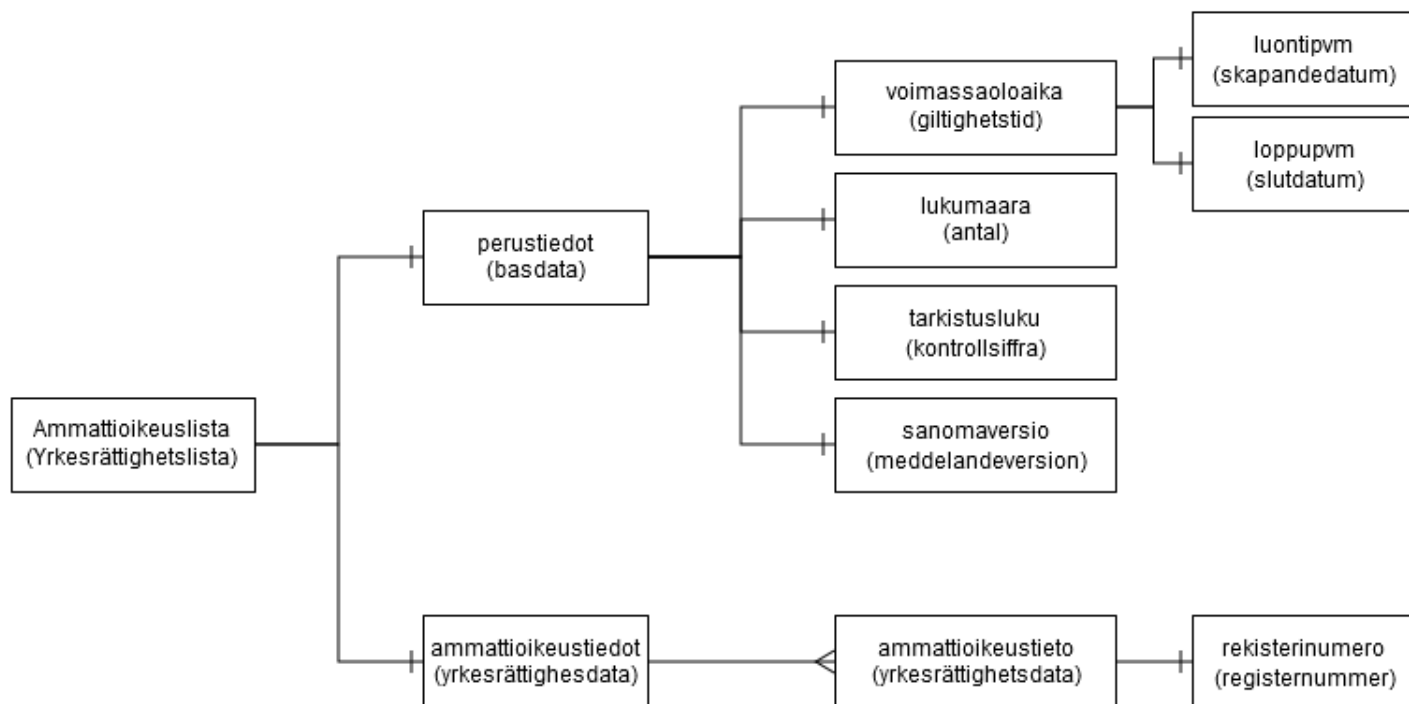 luontipvm
(skapandedatum)
voimassaoloaika
(giltighetstid)
loppupvm
(slutdatum)
lukumaara
(antal)
perustiedot
(basdata)
tarkistusluku
(kontrollsiffra)
Ammattioikeuslista
(Yrkesrättighetslista)
sanomaversio
(meddelandeversion)
ammattioikeustiedot
(yrkesrättighesdata)
ammattioikeustieto
(yrkesrättighetsdata)
rekisterinumero
(registernummer)